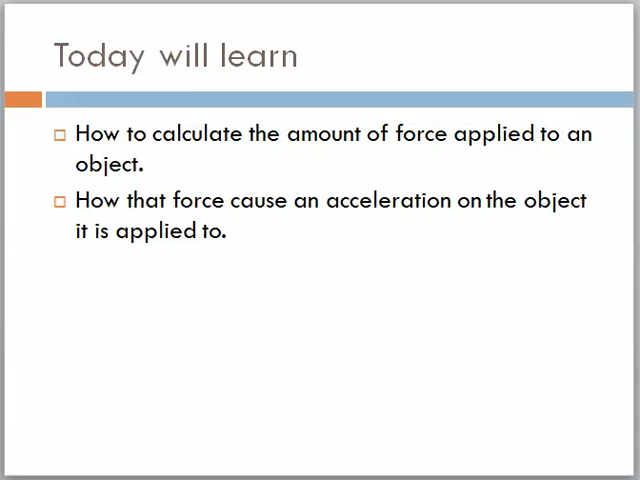 Today will learn
How to calculate the amount of force applied to an
object.
How that force cause an acceleration on the object
it is applied to.